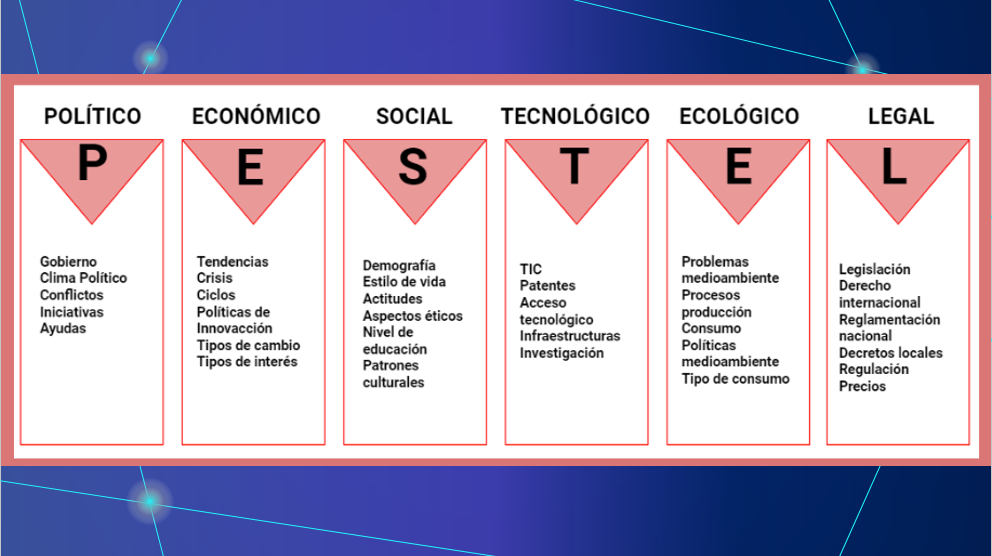 POLÍTICO
P
Gobierno
Clima Político
Conflictos
Iniciativas
Ayudas
ECONÓMICO
E
Tendencias
Crisis
Ciclos
Políticas de
Innovacción
Tipos de cambio
Tipos de interés
SOCIAL
S
Demografía
Estilo de vida
Actitudes
Aspectos éticos
Nivel de
educación
Patrones
culturales
TECNOLÓGICO
T
TIC
Patentes
Acceso
tecnológico
Infraestructuras
Investigación
ECOLÓGICO
E
Problemas
medioambiente
Procesos
producción
Consumo
Políticas
medioambiente
Tipo de consumo
LEGAL
L
Legislación
Derecho
internacional
Reglamentación
nacional
Decretos locales
Regulación
Precios